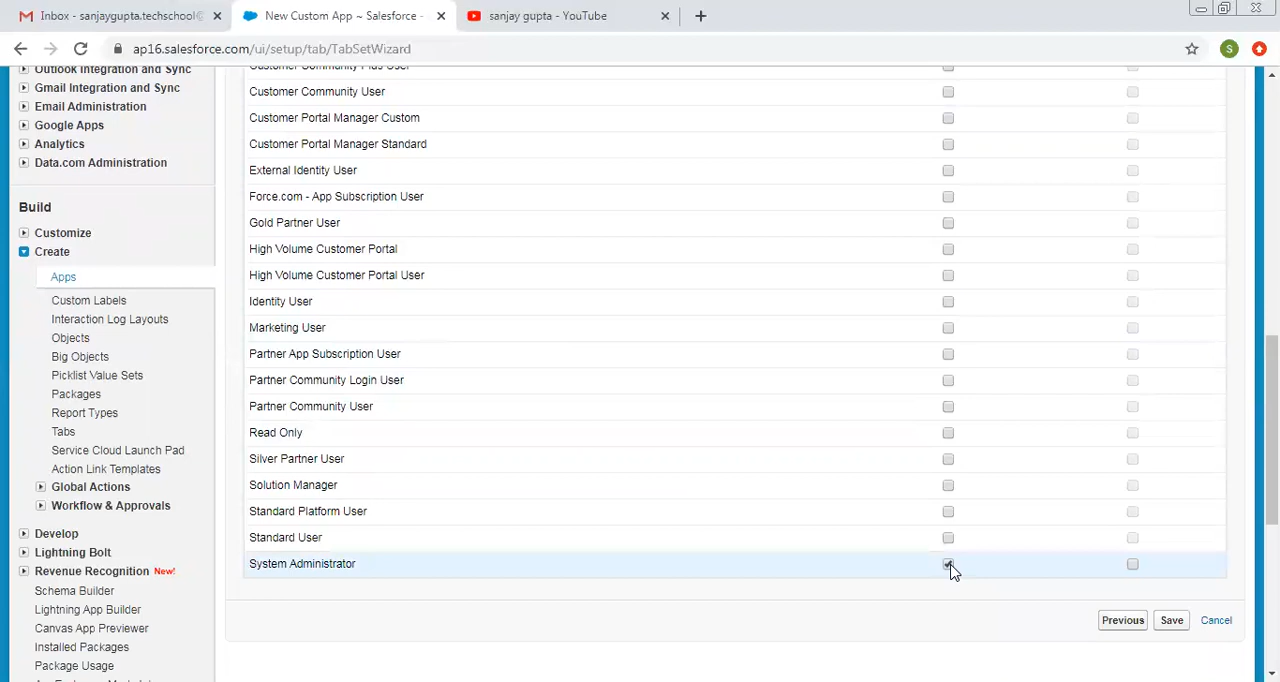 Inbox - sanjaygupta.techschool@
New Custom App ~ Salesforce -
sanjay gupta - YouTube
ap16.salesforce.com/ui/setup/tab/TabSetWizard
S
Outlook Integration and Sync
Gmail Integration and Sync
Email Administration
Google Apps
Analytics
Data.com Administration
Build
Customize
Create
Apps
Custom Labels
Interaction Log Layouts
Objects
Big Objects
Picklist Value Sets
Packages
Report Types
Tabs
Service Cloud Launch Pad
Action Link Templates
Global Actions
Workflow & Approvals
Develop
Lightning Bolt
Revenue Recognition New!
Schema Builder
Lightning App Builder
Canvas App Previewer
Installed Packages
Package Usage
Customer Community Plus User
Customer Community User
Customer Portal Manager Custom
Customer Portal Manager Standard
External Identity User
Force.com - App Subscription User
Gold Partner User
High Volume Customer Portal
High Volume Customer Portal User
Identity User
Marketing User
Partner App Subscription User
Partner Community Login User
Partner Community User
Read Only
Silver Partner User
Solution Manager
Standard Platform User
Standard User
System Administrator
Previous Save Cancel